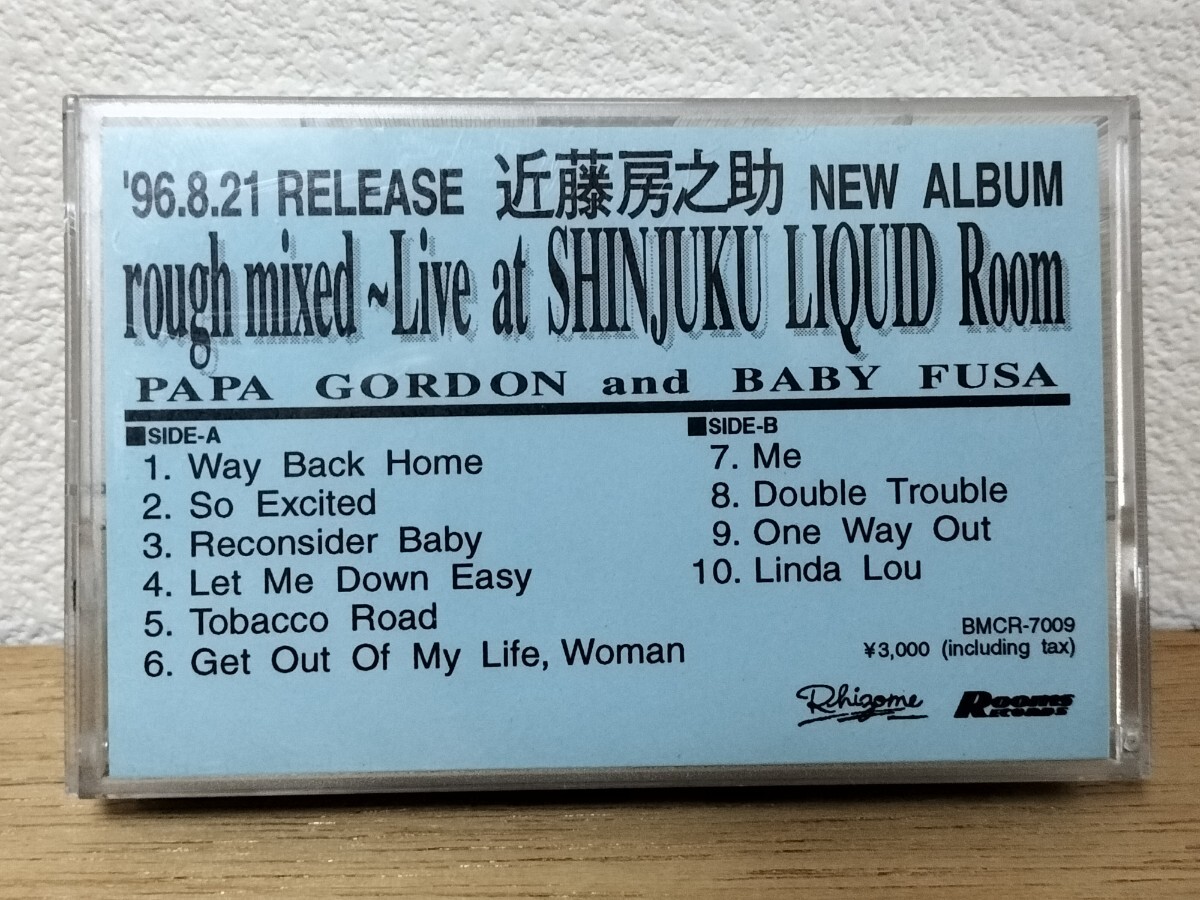 '96.8.21 RELEASE 近藤房之助 NEW ALBUM
rough mixed ~Live at SHINJUKU LIQUID Room
PAPA GORDON and BABY FUSA
■SIDE-A
1. Way Back Home
2. So Excited
3. Reconsider Baby
4. Let Me Down Easy
5. Tobacco Road
6. Get Out Of My Life, Woman
■SIDE-B
7. Me
8. Double Trouble
9. One Way Out
10. Linda Lou
BMCR-7009
¥3,000 (including tax)
Rhizome
ROOMS
RECORDS